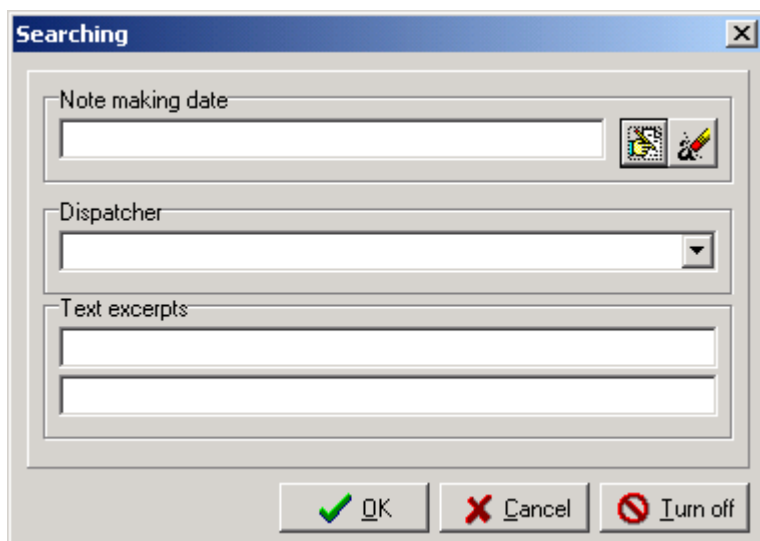 Searching
Note making date
Dispatcher
Text excerpts
OK
Cancel
Turn off